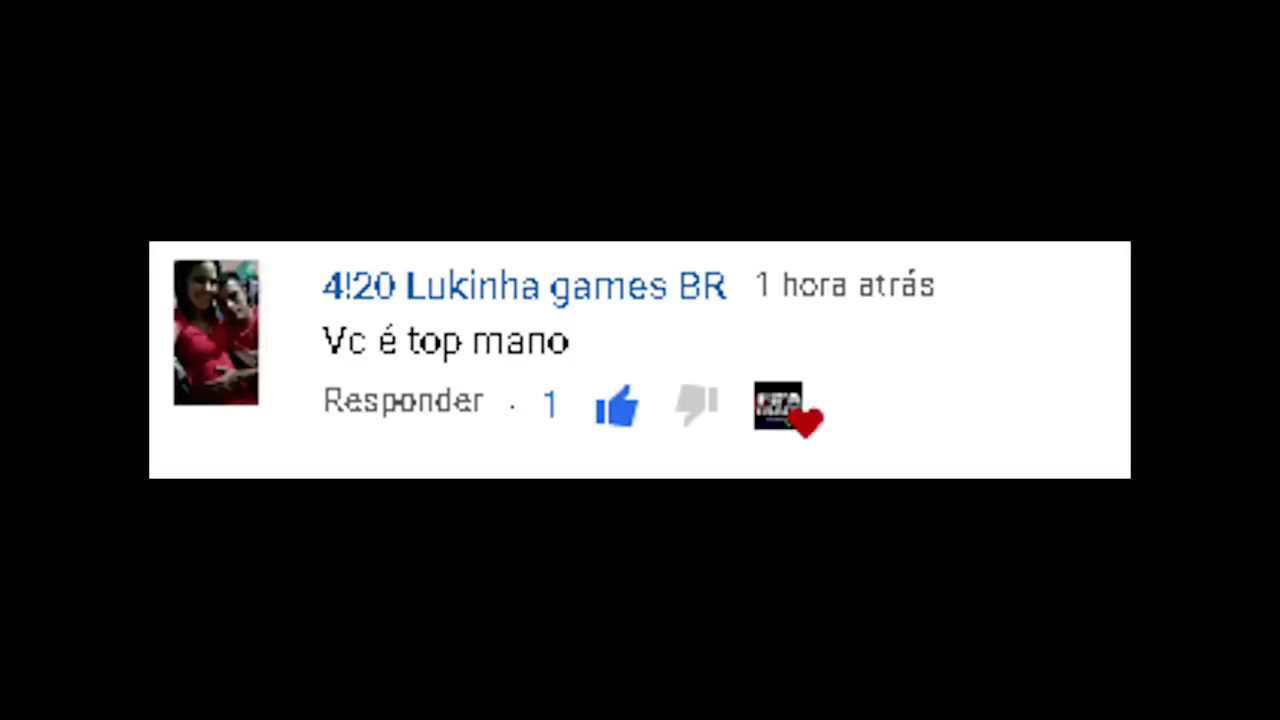 4!20 Lukinha games BR 1 hora atrás
Vc é top mano
Responder · 1